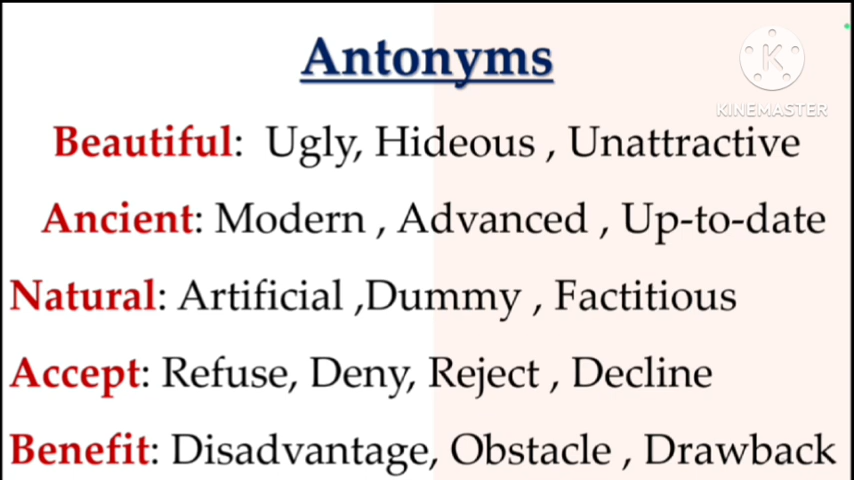 Antonyms
K
KINEMASTER
Beautiful: Ugly, Hideous , Unattractive
Ancient: Modern , Advanced , Up-to-date
Natural: Artificial ,Dummy , Factitious
Accept: Refuse, Deny, Reject , Decline
Benefit: Disadvantage, Obstacle , Drawback